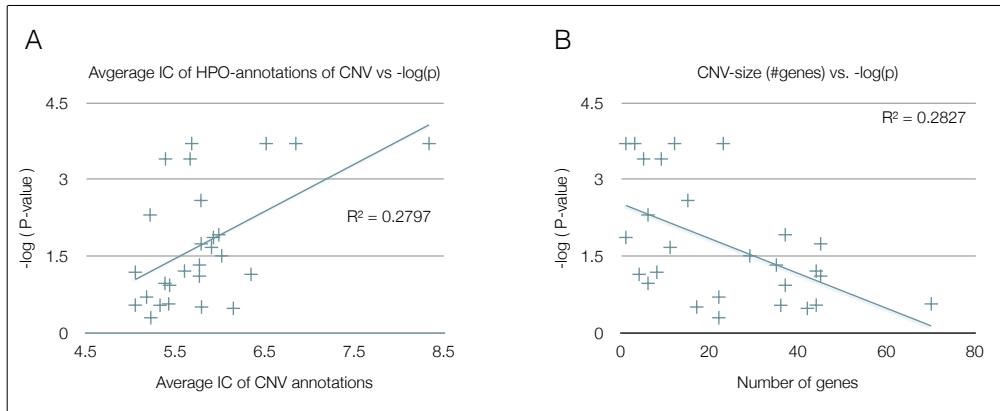 A
Avgerage IC of HPO-annotations of CNV vs -log(p)
-log ( P-value )
4.5
3
1.5
0
R² = 0.2797
4.5 5.5 6.5 7.5 8.5
Average IC of CNV annotations
B
CNV-size (#genes) vs. -log(p)
-log ( P-value )
4.5
3
1.5
0
R² = 0.2827
0 20 40 60 80
Number of genes